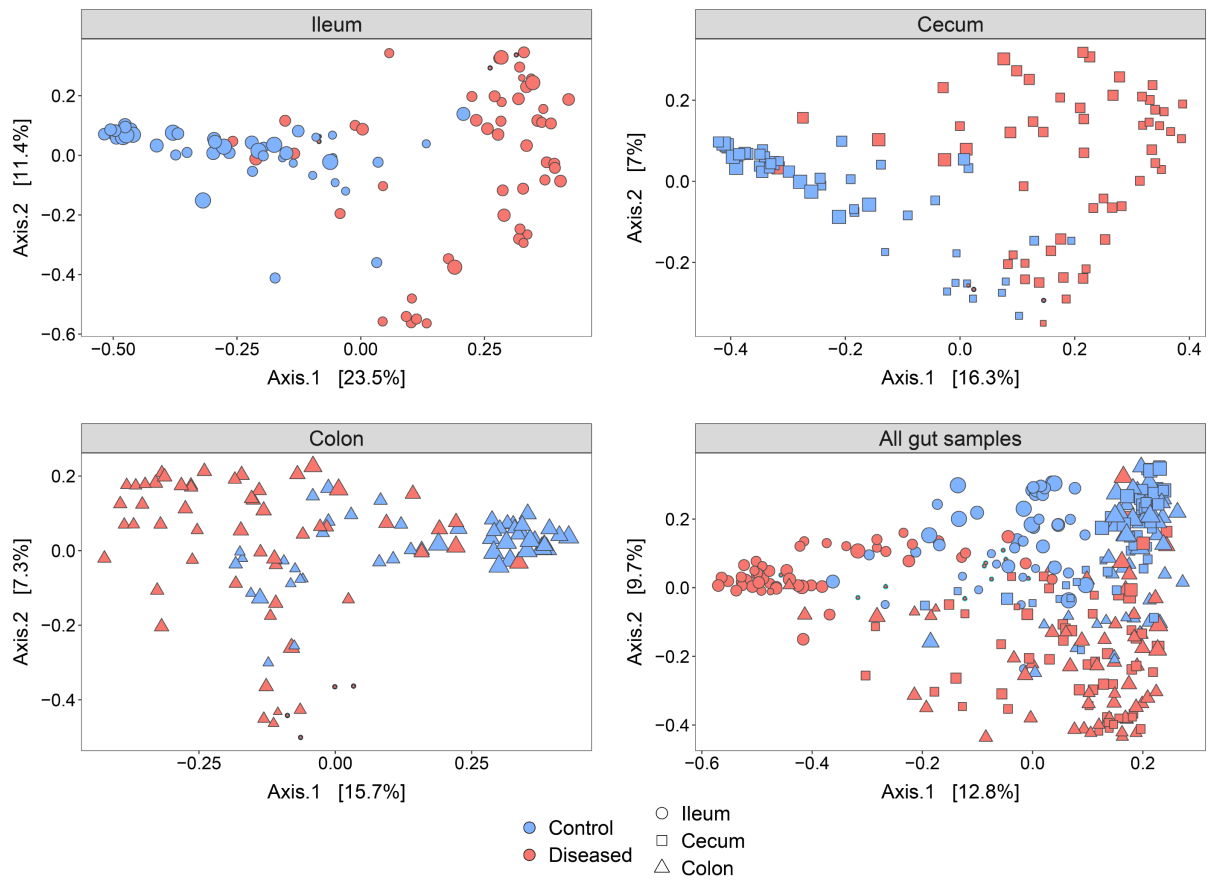 Ileum
Axis.2 [11.4%]
0.2
0.0
−0.2
−0.4
−0.6
−0.50 −0.25 0.00 0.25
Axis.1 [23.5%]
Cecum
Axis.2 [7%]
0.2
0.0
−0.2
−0.4 −0.2 0.0 0.2 0.4
Axis.1 [16.3%]
Colon
Axis.2 [7.3%]
0.2
0.0
−0.2
−0.4
−0.25 0.00 0.25
Axis.1 [15.7%]
All gut samples
Axis.2 [9.7%]
0.2
0.0
−0.2
−0.4
−0.6 −0.4 −0.2 0.0 0.2
Axis.1 [12.8%]
Control
Diseased
Ileum
Cecum
Colon